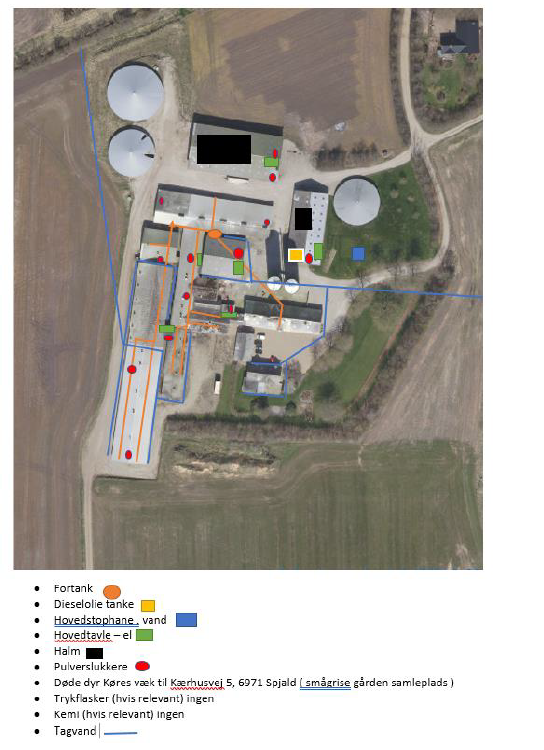 Fortank
Dieselolie tanke
Hovedstophane . vand
Hovedtavle – el
Halm
Pulverslukkere
Døde dyr Køres væk til Kærhusvej 5, 6971 Spjald ( smågrise gården samleplads )
Trykflasker (hvis relevant) ingen
Kemi (hvis relevant) ingen
Tagvand